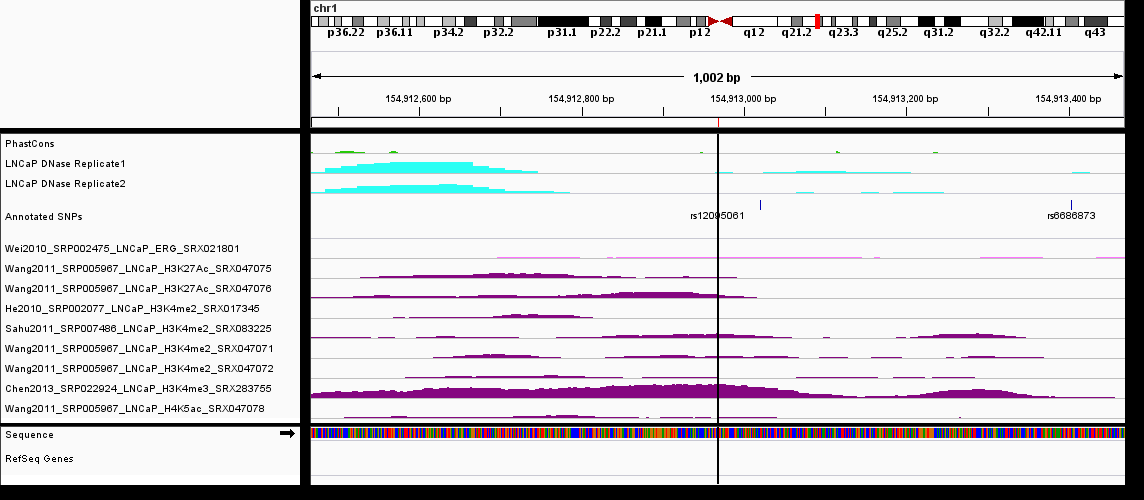 chr1
p36.22 p36.11 p34.2 p32.2 p31.1 p22.2 p21.1 p12 q12 q21.2 q23.3 q25.2 q31.2 q32.2 q42.11 q43
1,002 bp
154,912,600 bp 154,912,800 bp 154,913,000 bp 154,913,200 bp 154,913,400 bp
PhastCons
LNCaP DNase Replicate1
LNCaP DNase Replicate2
Annotated SNPs
rs12095061 rs6686873
Wei2010_SRP002475_LNCaP_ERG_SRX021801
Wang2011_SRP005967_LNCaP_H3K27Ac_SRX047075
Wang2011_SRP005967_LNCaP_H3K27Ac_SRX047076
He2010_SRP002077_LNCaP_H3K4me2_SRX017345
Sahu2011_SRP007486_LNCaP_H3K4me2_SRX083225
Wang2011_SRP005967_LNCaP_H3K4me2_SRX047071
Wang2011_SRP005967_LNCaP_H3K4me2_SRX047072
Chen2013_SRP022924_LNCaP_H3K4me3_SRX283755
Wang2011_SRP005967_LNCaP_H4K5ac_SRX047078
Sequence
RefSeq Genes